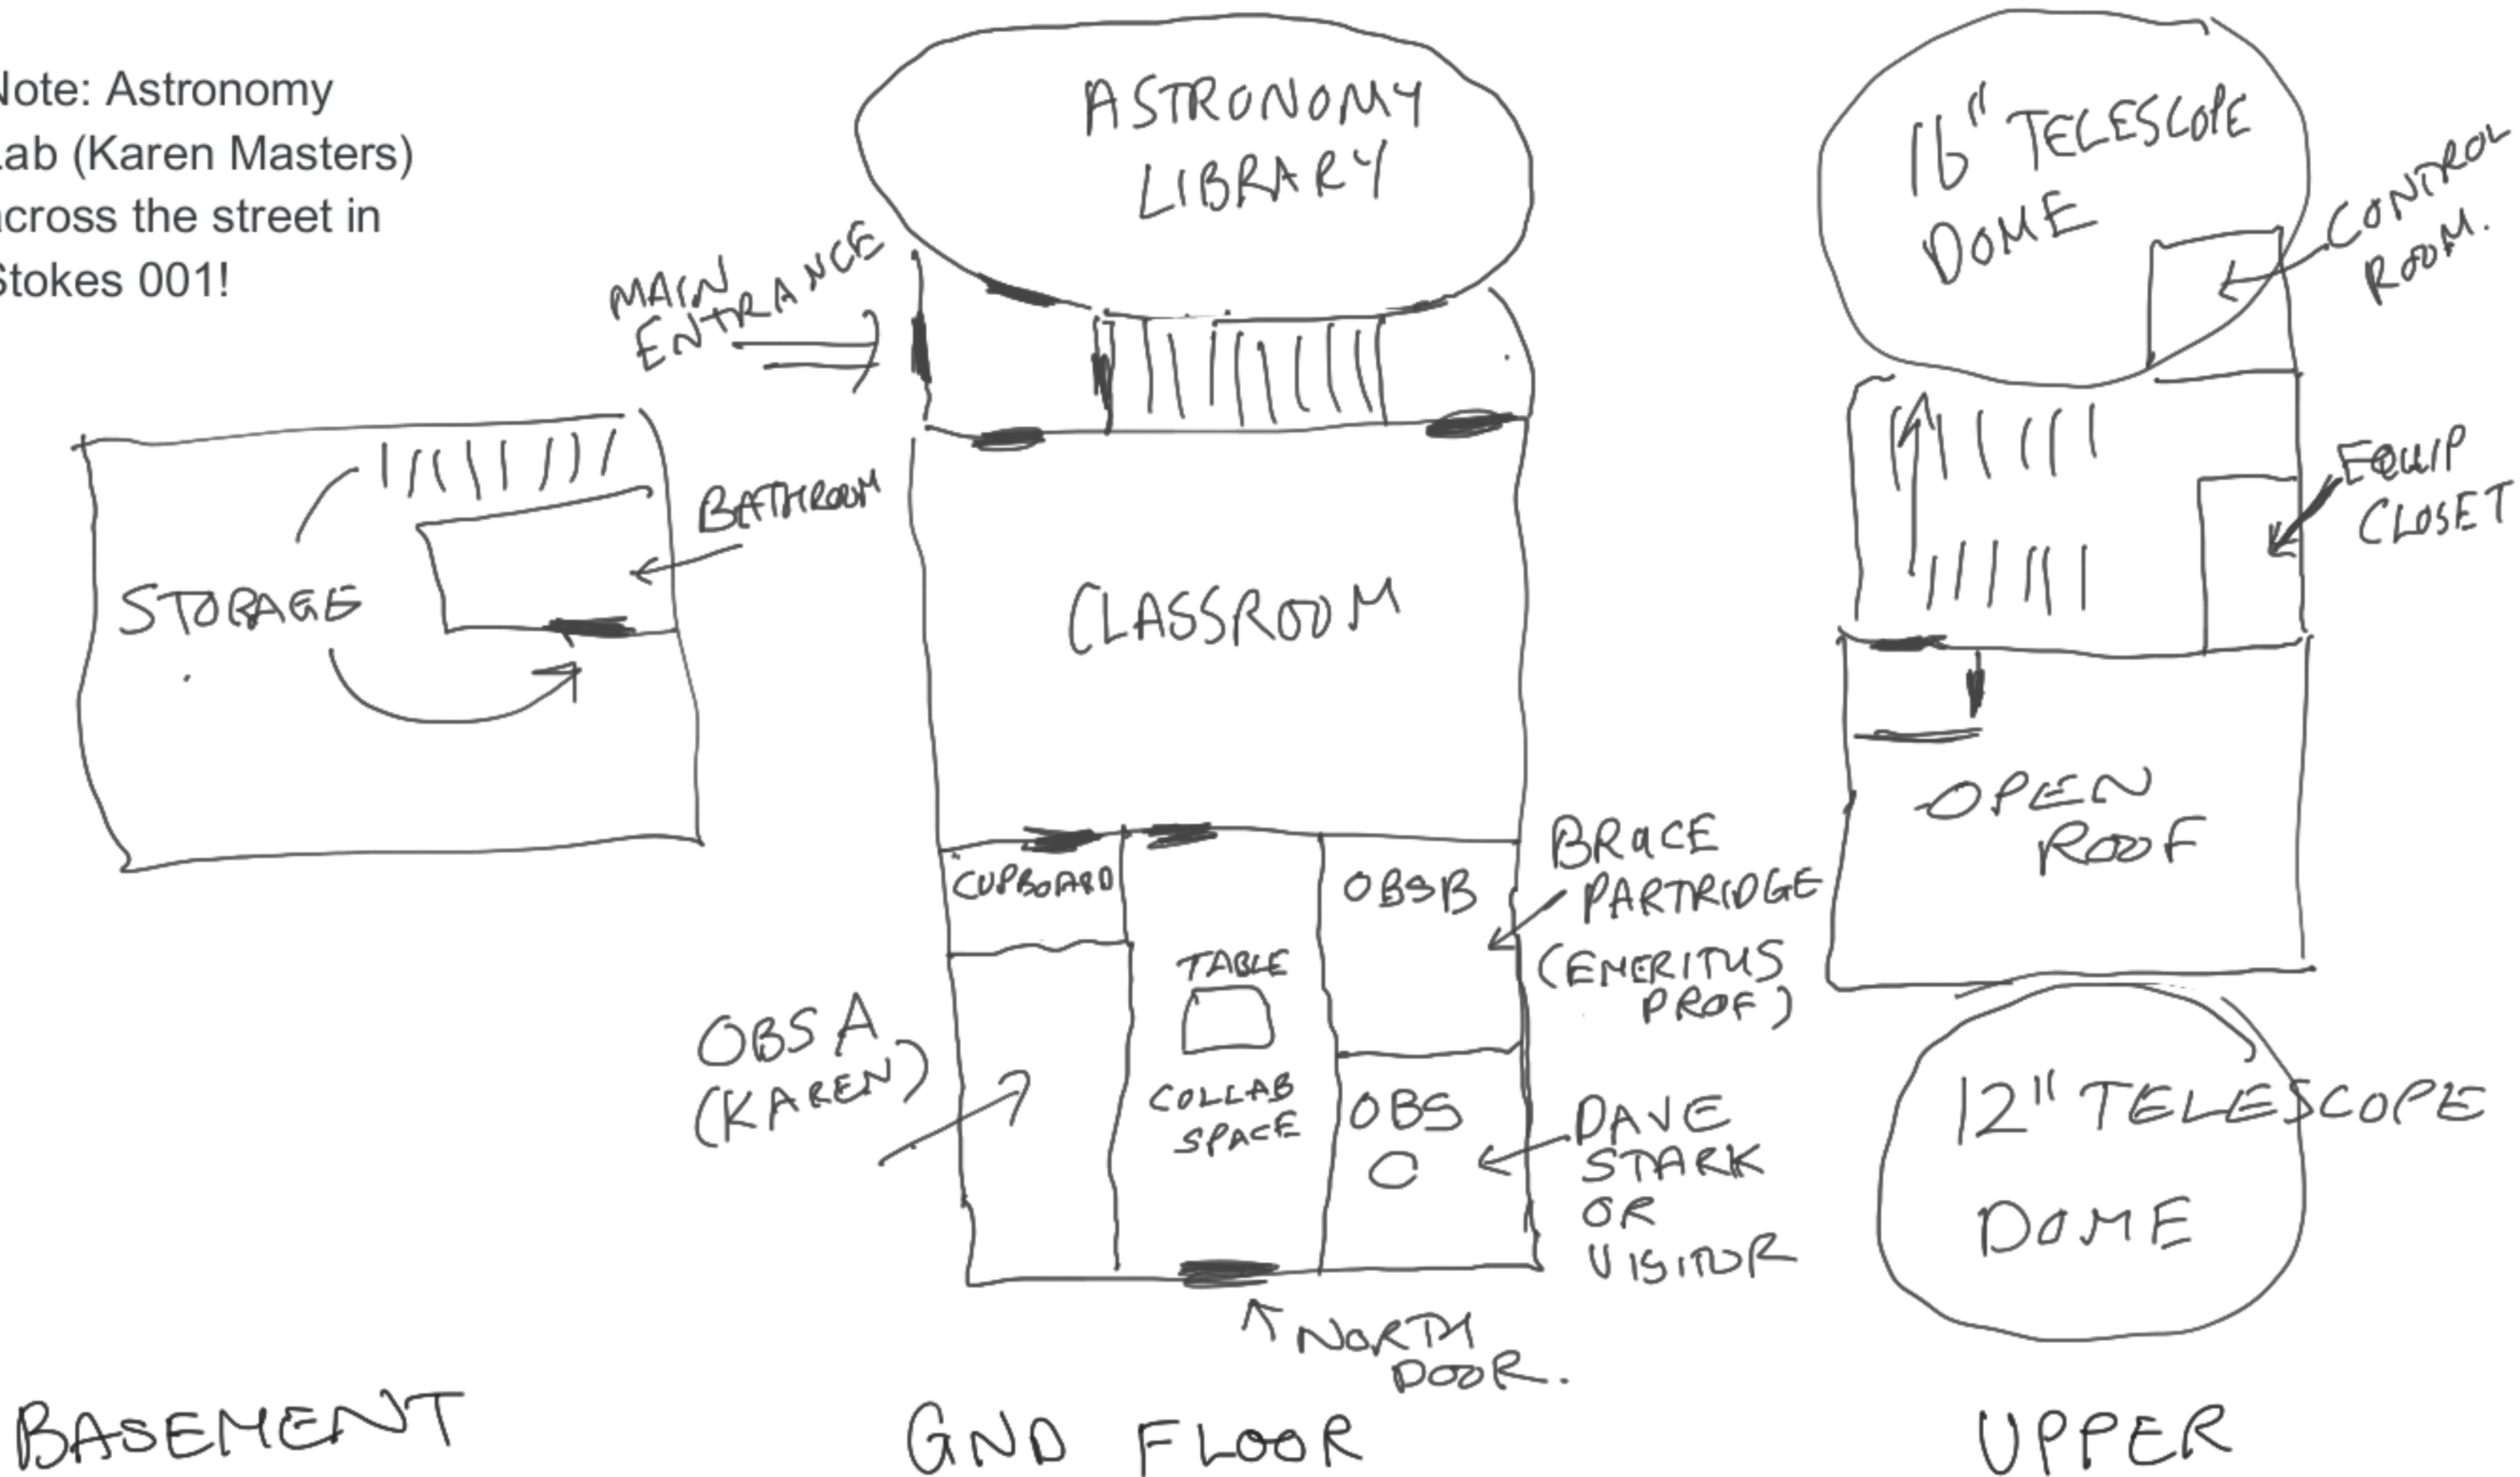 Note: Astronomy
Lab (Karen Masters)
across the street in
Stokes 001!
ASTRONOMY
LIBRARY
MAIN
ENTRANCE
CLASSROOM
CUPBOARD
TABLE
COLLAB
SPACE
OBSB
OBS
C
OBS A
(KAREN)
BRUCE
PARTRIDGE
(EMERITUS
PROF)
DAVE
STARK
OR
VISITOR
NORTH
DOOR.
GND FLOOR
STORAGE
BATHROOM
BASEMENT
16" TELESCOPE
DOME
CONTROL
ROOM.
EQUIP
CLOSET
OPEN
ROOF
12" TELESCOPE
DOME
UPPER